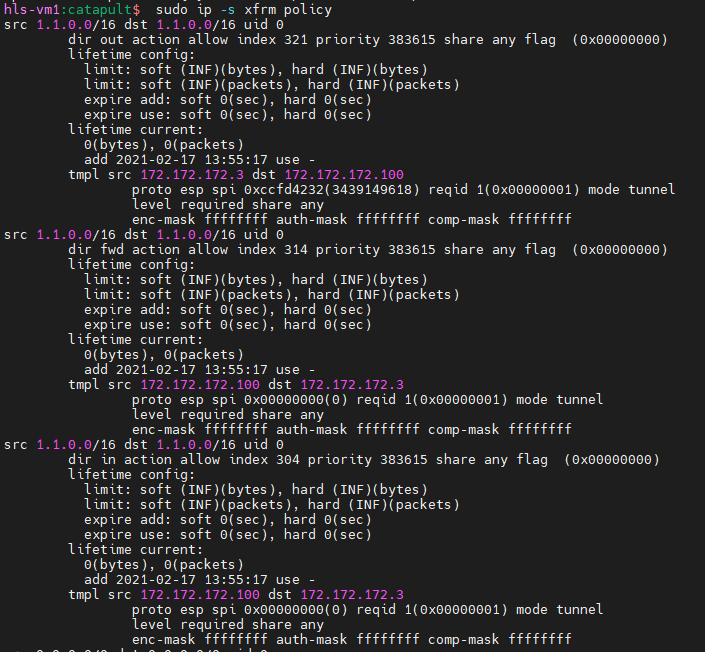 hls-vm1:catapult$ sudo ip -s xfrm policy
src 1.1.0.0/16 dst 1.1.0.0/16 uid 0
dir out action allow index 321 priority 383615 share any flag (0x00000000)
lifetime config:
limit: soft (INF)(bytes), hard (INF)(bytes)
limit: soft (INF)(packets), hard (INF)(packets)
expire add: soft 0(sec), hard 0(sec)
expire use: soft 0(sec), hard 0(sec)
lifetime current:
0(bytes), 0(packets)
add 2021-02-17 13:55:17 use -
tmpl src 172.172.172.3 dst 172.172.172.100
proto esp spi 0xccfd4232(3439149618) reqid 1(0x00000001) mode tunnel
level required share any
enc-mask ffffffff auth-mask ffffffff comp-mask ffffffff
src 1.1.0.0/16 dst 1.1.0.0/16 uid 0
dir fwd action allow index 314 priority 383615 share any flag (0x00000000)
lifetime config:
limit: soft (INF)(bytes), hard (INF)(bytes)
limit: soft (INF)(packets), hard (INF)(packets)
expire add: soft 0(sec), hard 0(sec)
expire use: soft 0(sec), hard 0(sec)
lifetime current:
0(bytes), 0(packets)
add 2021-02-17 13:55:17 use -
tmpl src 172.172.172.100 dst 172.172.172.3
proto esp spi 0x00000000(0) reqid 1(0x00000001) mode tunnel
level required share any
enc-mask ffffffff auth-mask ffffffff comp-mask ffffffff
src 1.1.0.0/16 dst 1.1.0.0/16 uid 0
dir in action allow index 304 priority 383615 share any flag (0x00000000)
lifetime config:
limit: soft (INF)(bytes), hard (INF)(bytes)
limit: soft (INF)(packets), hard (INF)(packets)
expire add: soft 0(sec), hard 0(sec)
expire use: soft 0(sec), hard 0(sec)
lifetime current:
0(bytes), 0(packets)
add 2021-02-17 13:55:17 use -
tmpl src 172.172.172.100 dst 172.172.172.3
proto esp spi 0x00000000(0) reqid 1(0x00000001) mode tunnel
level required share any
enc-mask ffffffff auth-mask ffffffff comp-mask ffffffff